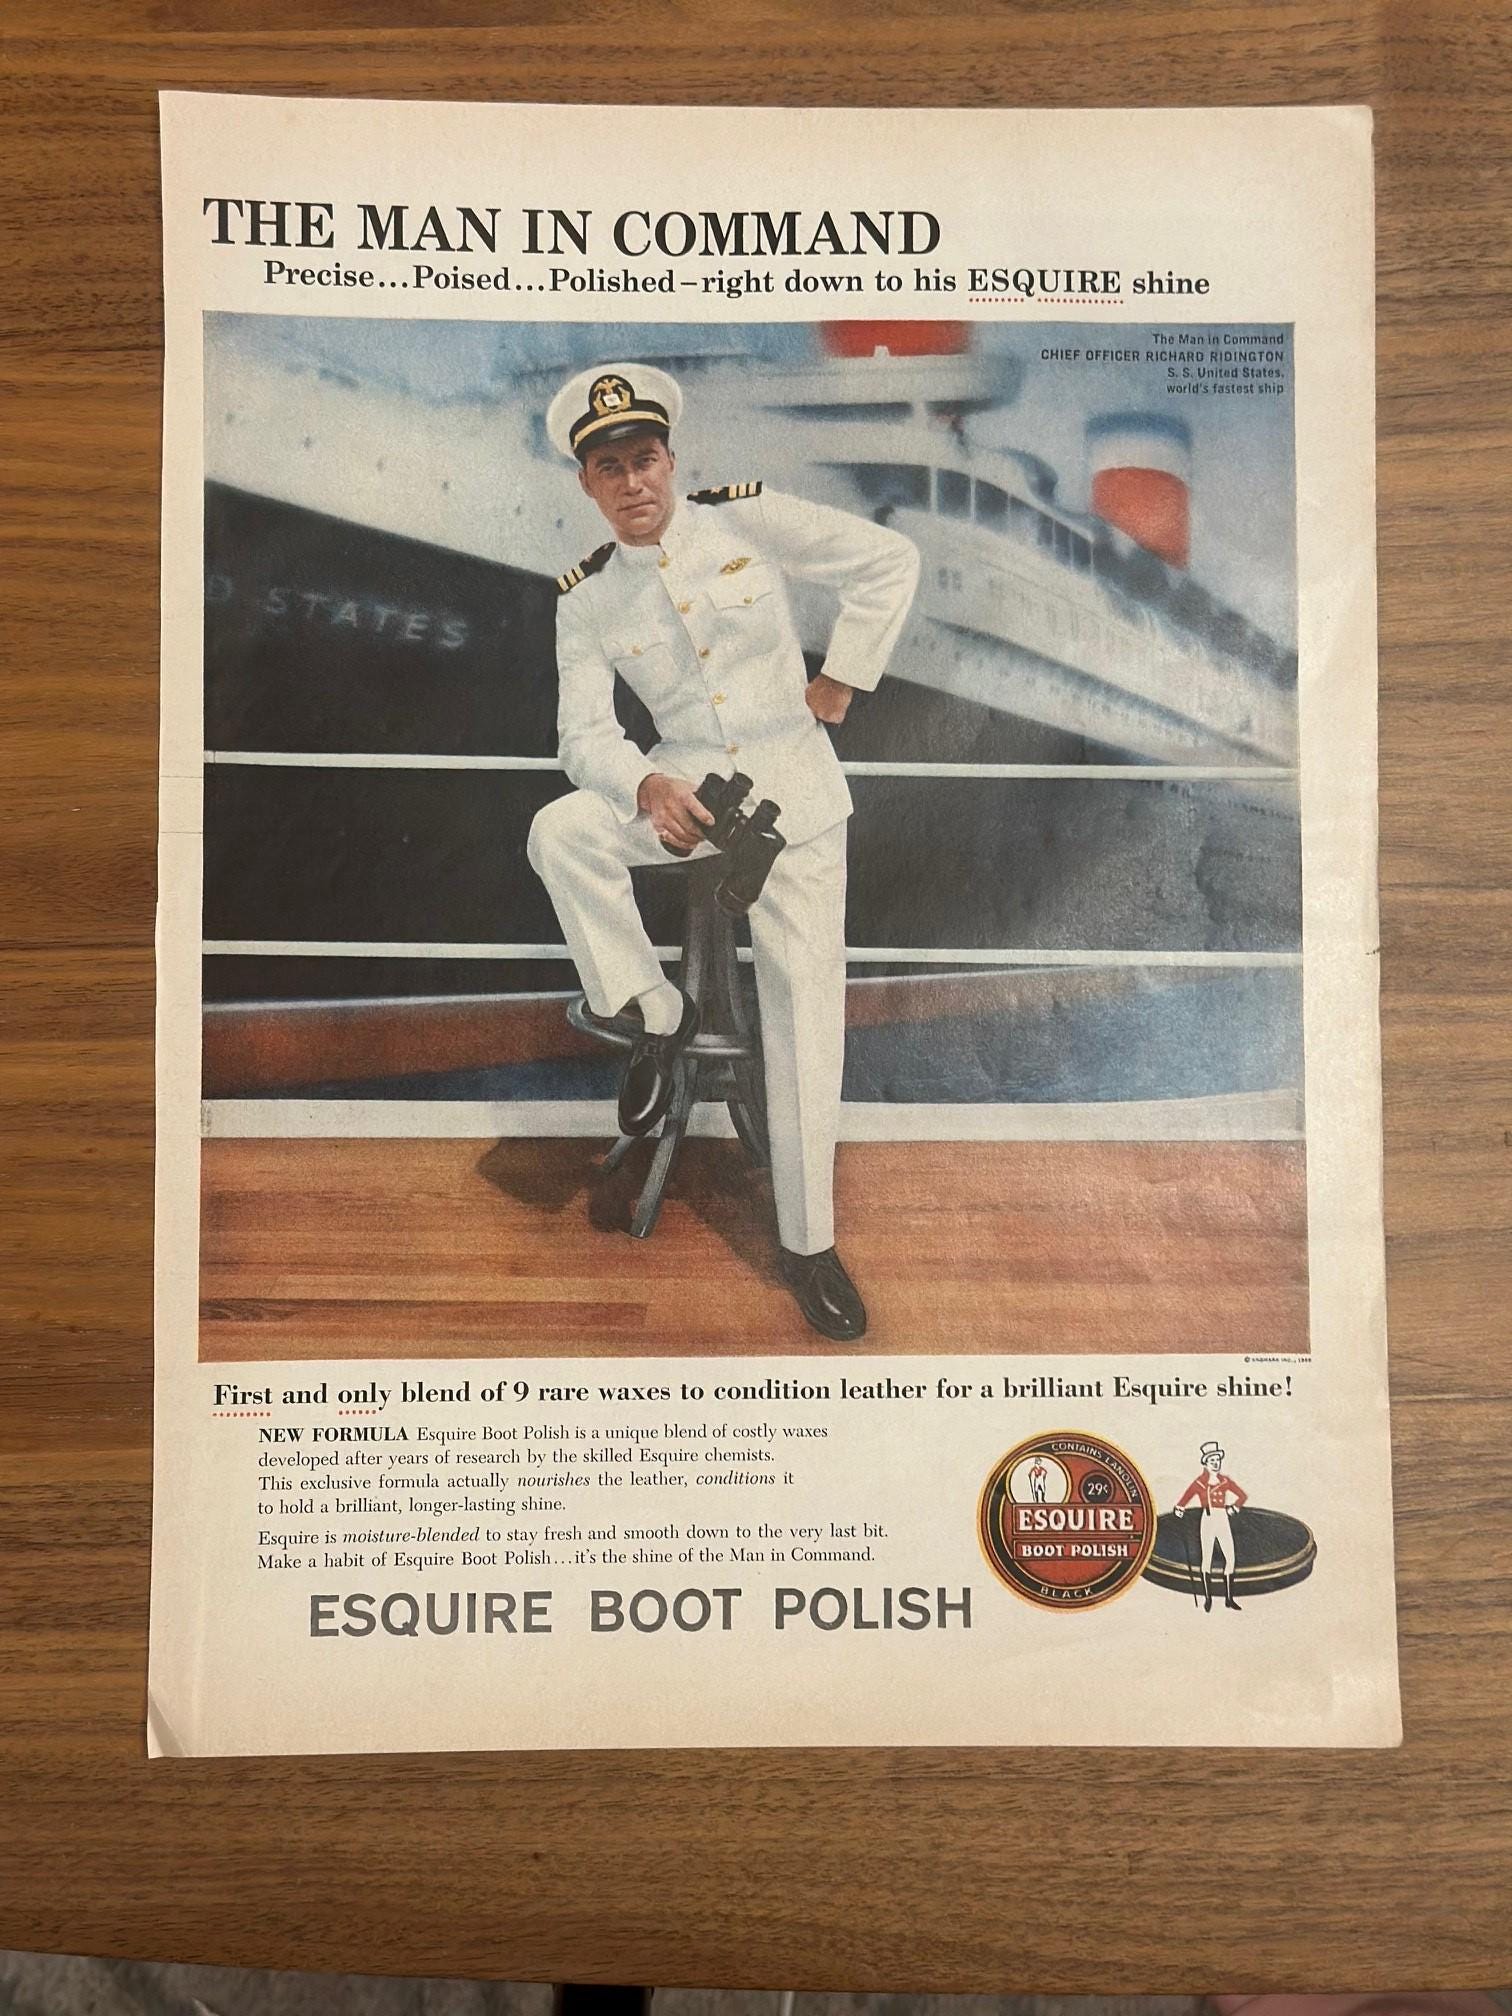 THE MAN IN COMMAND
Precise...Poised...Polished–right down to his ESQUIRE shine
The Man in Command
CHIEF OFFICER RICHARD RIDINGTON
S. S. United States,
world's fastest ship
D STATES
First and only blend of 9 rare waxes to condition leather for a brilliant Esquire shine!
NEW FORMULA Esquire Boot Polish is a unique blend of costly waxes
developed after years of research by the skilled Esquire chemists.
This exclusive formula actually nourishes the leather, conditions it
to hold a brilliant, longer-lasting shine.
Esquire is moisture-blended to stay fresh and smooth down to the very last bit.
Make a habit of Esquire Boot Polish...it's the shine of the Man in Command.
ESQUIRE BOOT POLISH
CONTAINS LANOLIN
29¢
ESQUIRE
BOOT POLISH
BLACK